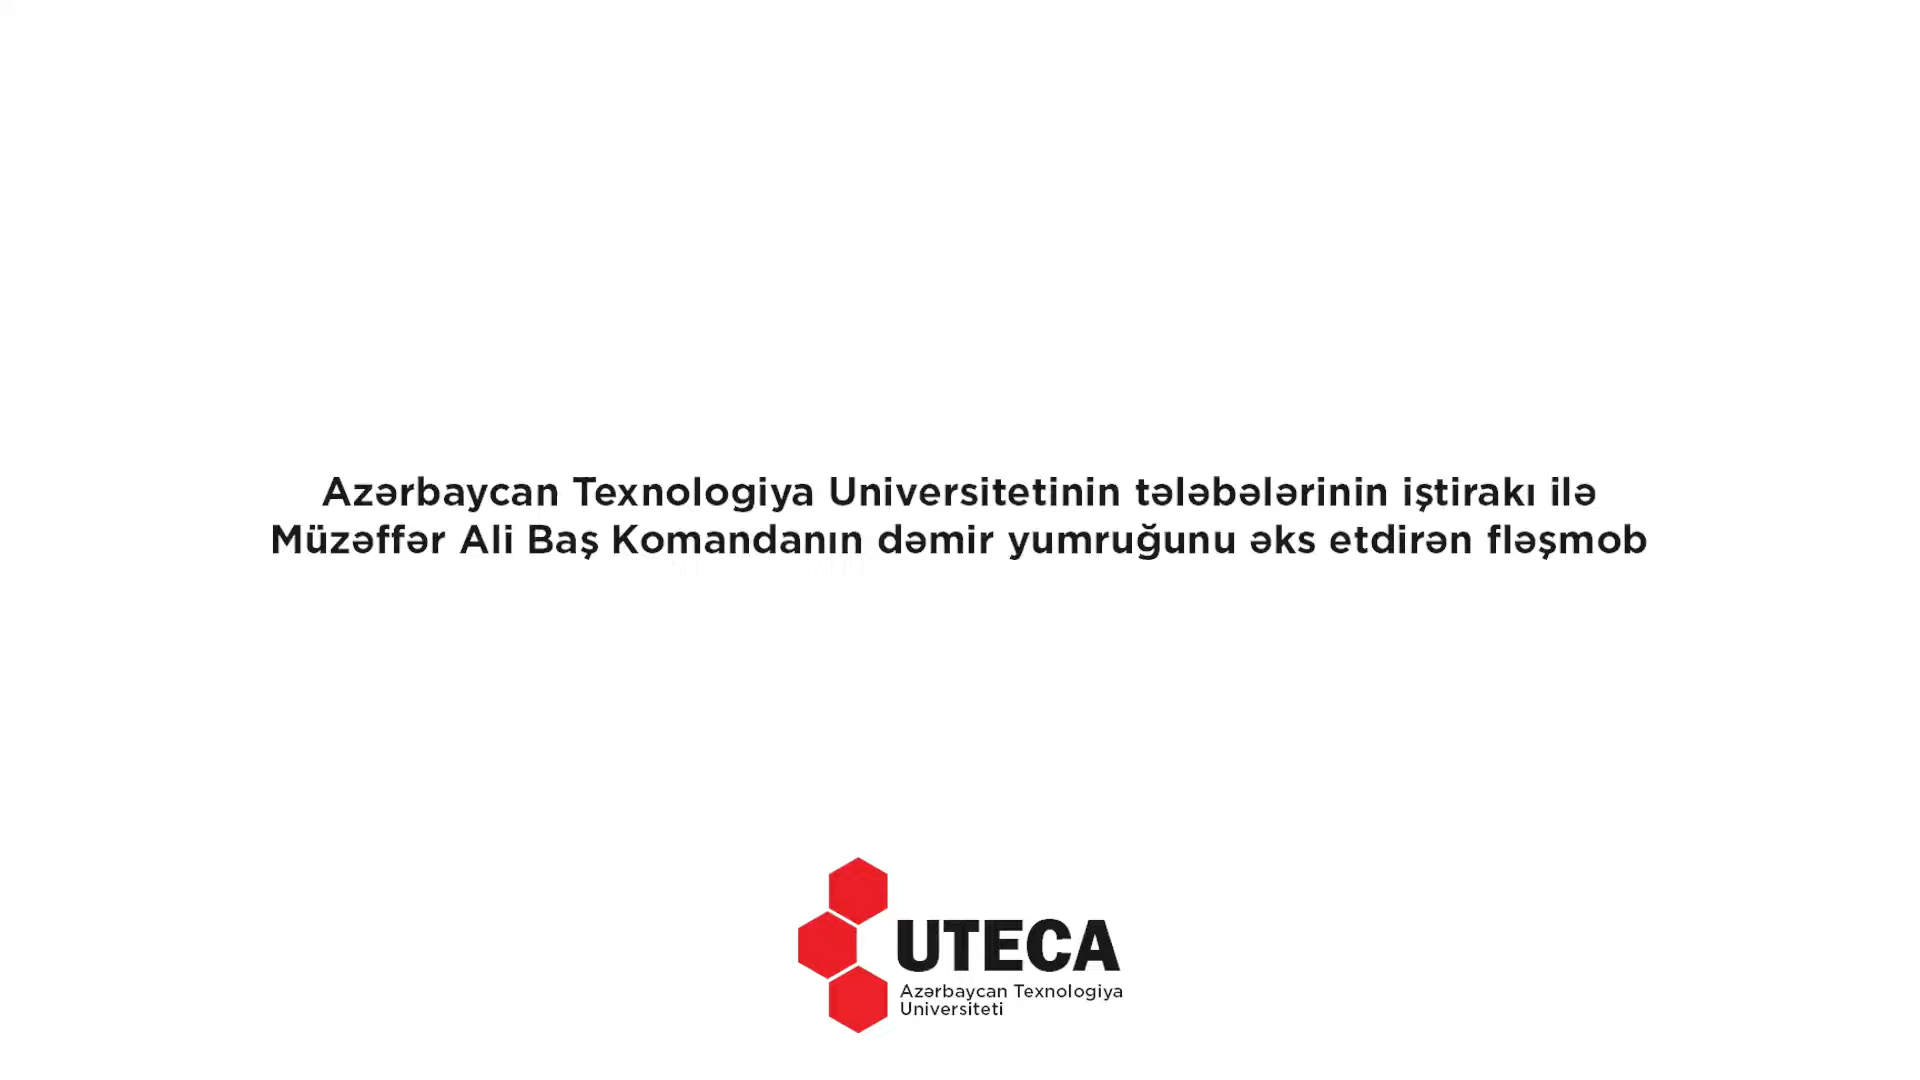 Azərbaycan Texnologiya Universitetinin tələbələrinin iştirakı ilə
Müzəffər Ali Baş Komandanın dəmir yumruğunu əks etdirən fləşmob
UTECA
Azərbaycan Texnologiya
Universiteti